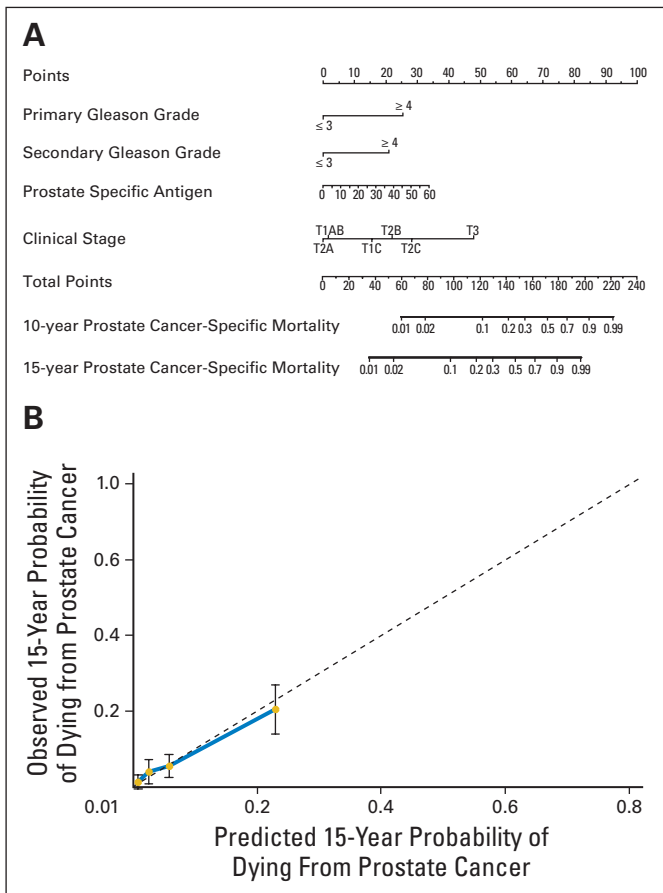 A
Points 0 10 20 30 40 50 60 70 80 90 100
Primary Gleason Grade ≤ 3 ≥ 4
Secondary Gleason Grade ≤ 3 ≥ 4
Prostate Specific Antigen 0 5 10 15 20 25 30 35 40 45 50 60
Clinical Stage
T1AB T2B T3
T2A T1C T2C
Total Points 0 20 40 60 80 100 120 140 160 180 200 220 240
10-year Prostate Cancer-Specific Mortality 0.01 0.02 0.1 0.2 0.3 0.5 0.7 0.9 0.99
15-year Prostate Cancer-Specific Mortality 0.01 0.02 0.1 0.2 0.3 0.5 0.7 0.9 0.99
B
Observed 15-Year Probability
of Dying from Prostate Cancer
1.0
0.6
0.4
0.2
0.01 0.2 0.4 0.6 0.8
Predicted 15-Year Probability of
Dying From Prostate Cancer